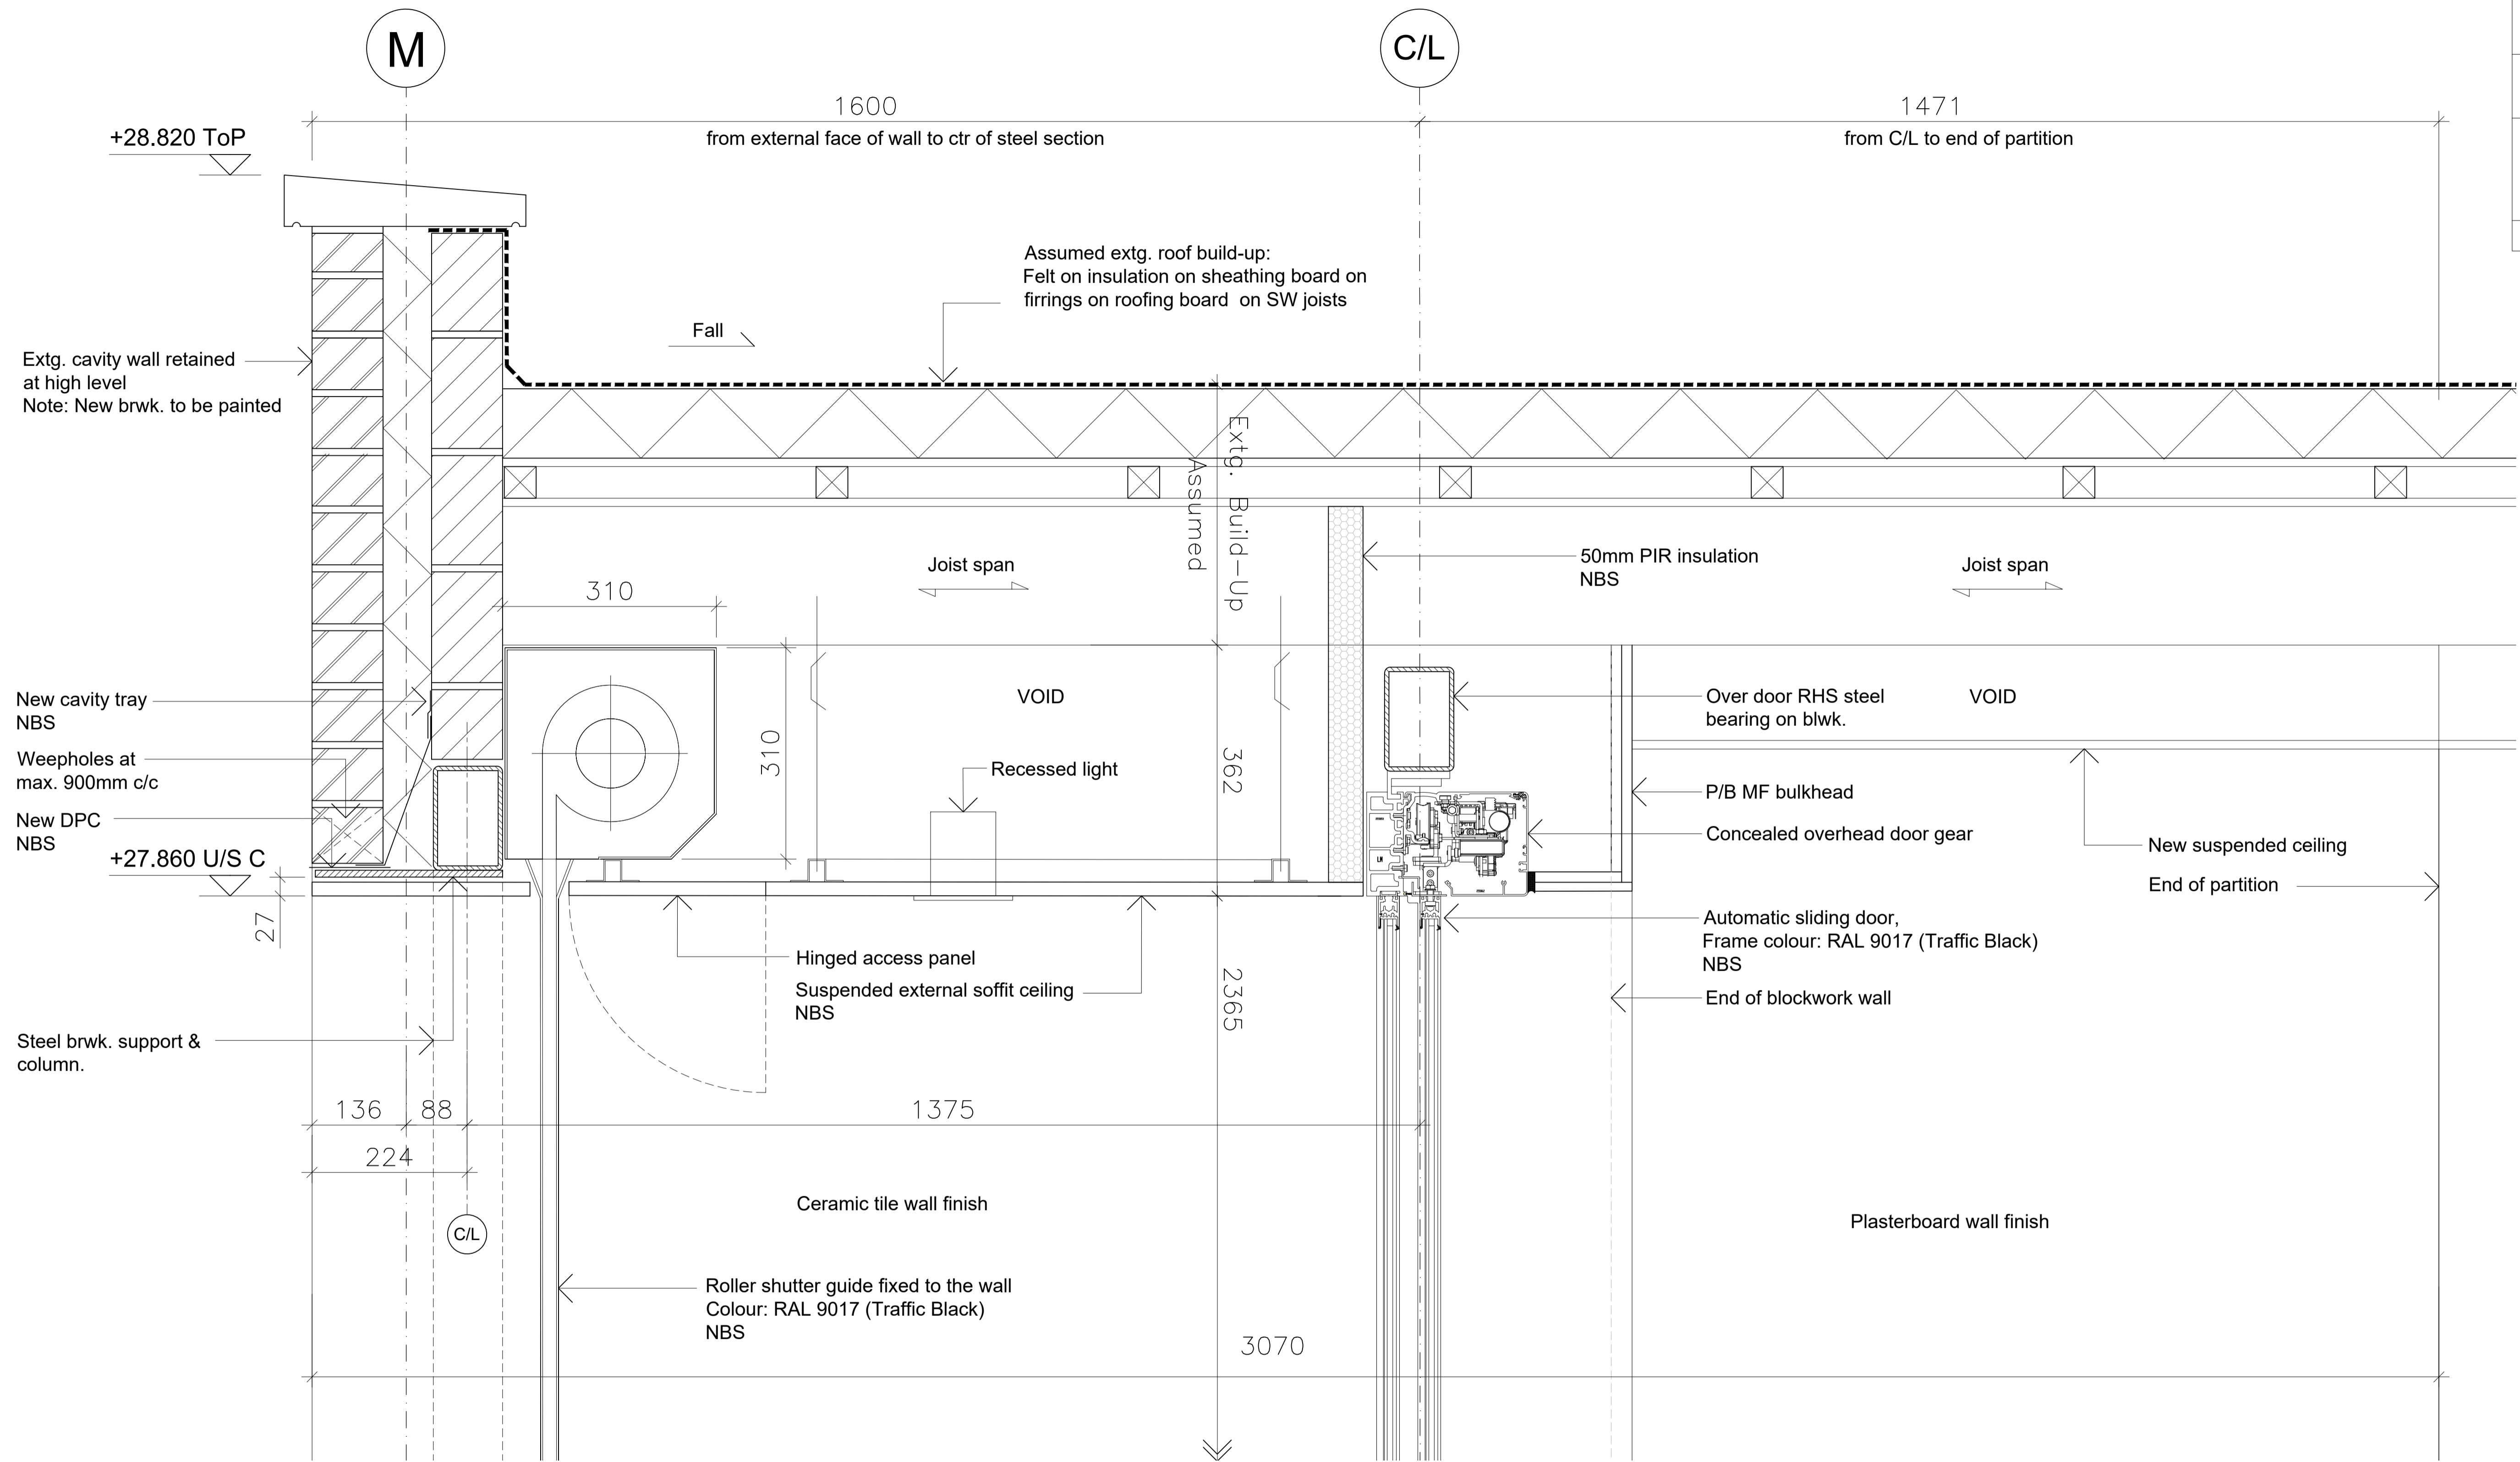 M
C/L
1600
1471
from external face of wall to ctr of steel section
from C/L to end of partition
+28.820 ToP
Assumed extg. roof build-up:
Felt on insulation on sheathing board on
firrings on roofing board on SW joists
Fall
Extg. cavity wall retained
at high level
Note: New brwk. to be painted
Extg. Build-Up
Assumed
Joist span
50mm PIR insulation
NBS
Joist span
310
310
VOID
New cavity tray
NBS
Over door RHS steel
bearing on blwk.
VOID
Weepholes at
max. 900mm c/c
Recessed light
362
P/B MF bulkhead
New DPC
NBS
Concealed overhead door gear
New suspended ceiling
+27.860 U/S C
End of partition
27
Automatic sliding door,
Frame colour: RAL 9017 (Traffic Black)
NBS
Hinged access panel
Suspended external soffit ceiling
NBS
2365
End of blockwork wall
Steel brwk. support &
column.
136
88
1375
224
Ceramic tile wall finish
Plasterboard wall finish
C/L
Roller shutter guide fixed to the wall
Colour: RAL 9017 (Traffic Black)
NBS
3070